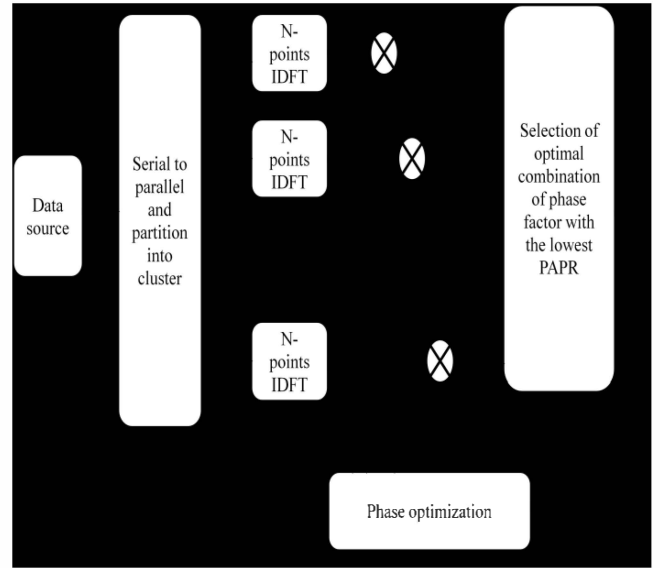 Data
source
Serial to
parallel
and
partition
into
cluster
N-
points
IDFT
N-
points
IDFT
N-
points
IDFT
Selection of
optimal
combination
of phase
factor with
the lowest
PAPR
Phase optimization